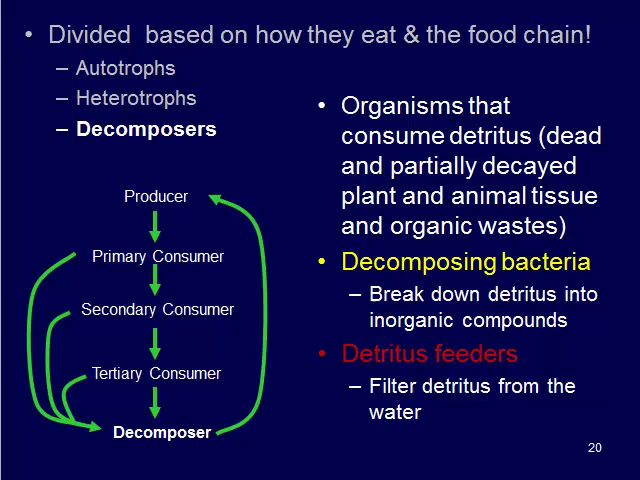 • Divided  based on how they eat & the food chain!
– Autotrophs
– Heterotrophs
– Decomposers
• Organisms that
consume detritus (dead
and partially decayed
plant and animal tissue
and organic wastes)
• Decomposing bacteria
– Break down detritus into
inorganic compounds
• Detritus feeders
– Filter detritus from the
water
Producer
Primary Consumer
Secondary Consumer
Tertiary Consumer
Decomposer
20